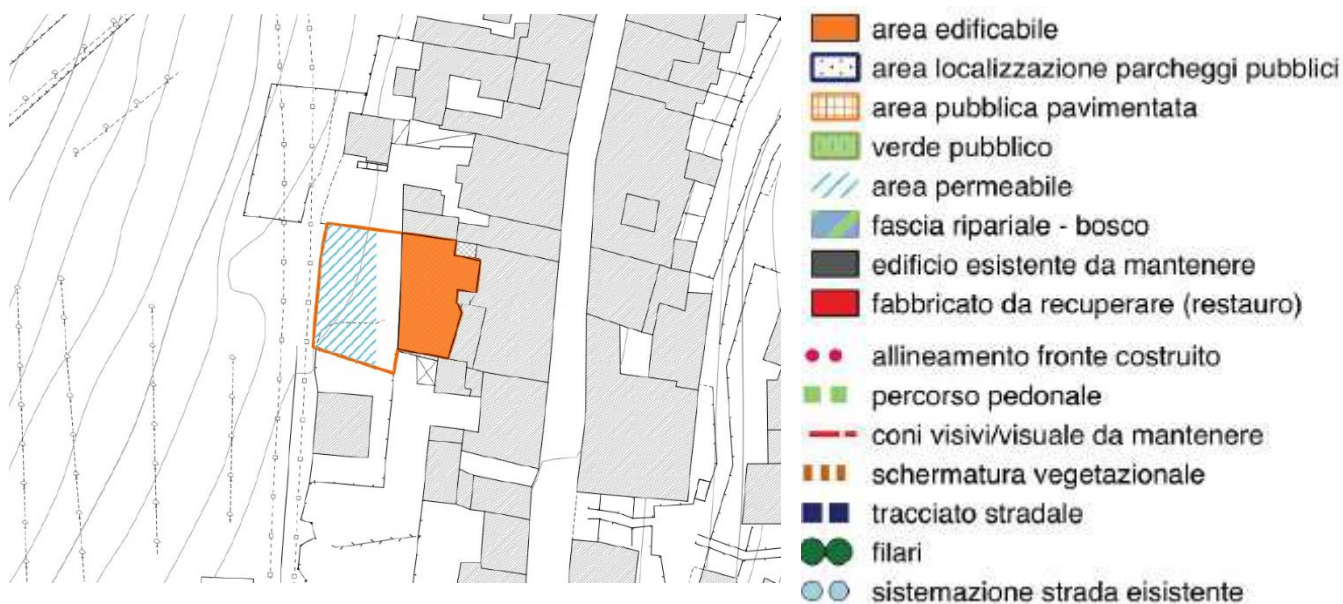 area edificabile
area localizzazione parcheggi pubblici
area pubblica pavimentata
verde pubblico
area permeabile
fascia ripariale - bosco
edificio esistente da mantenere
fabbricato da recuperare (restauro)
allineamento fronte costruito
percorso pedonale
coni visivi/visuale da mantenere
schermatura vegetazionale
tracciato stradale
filari
sistemazione strada eisistente